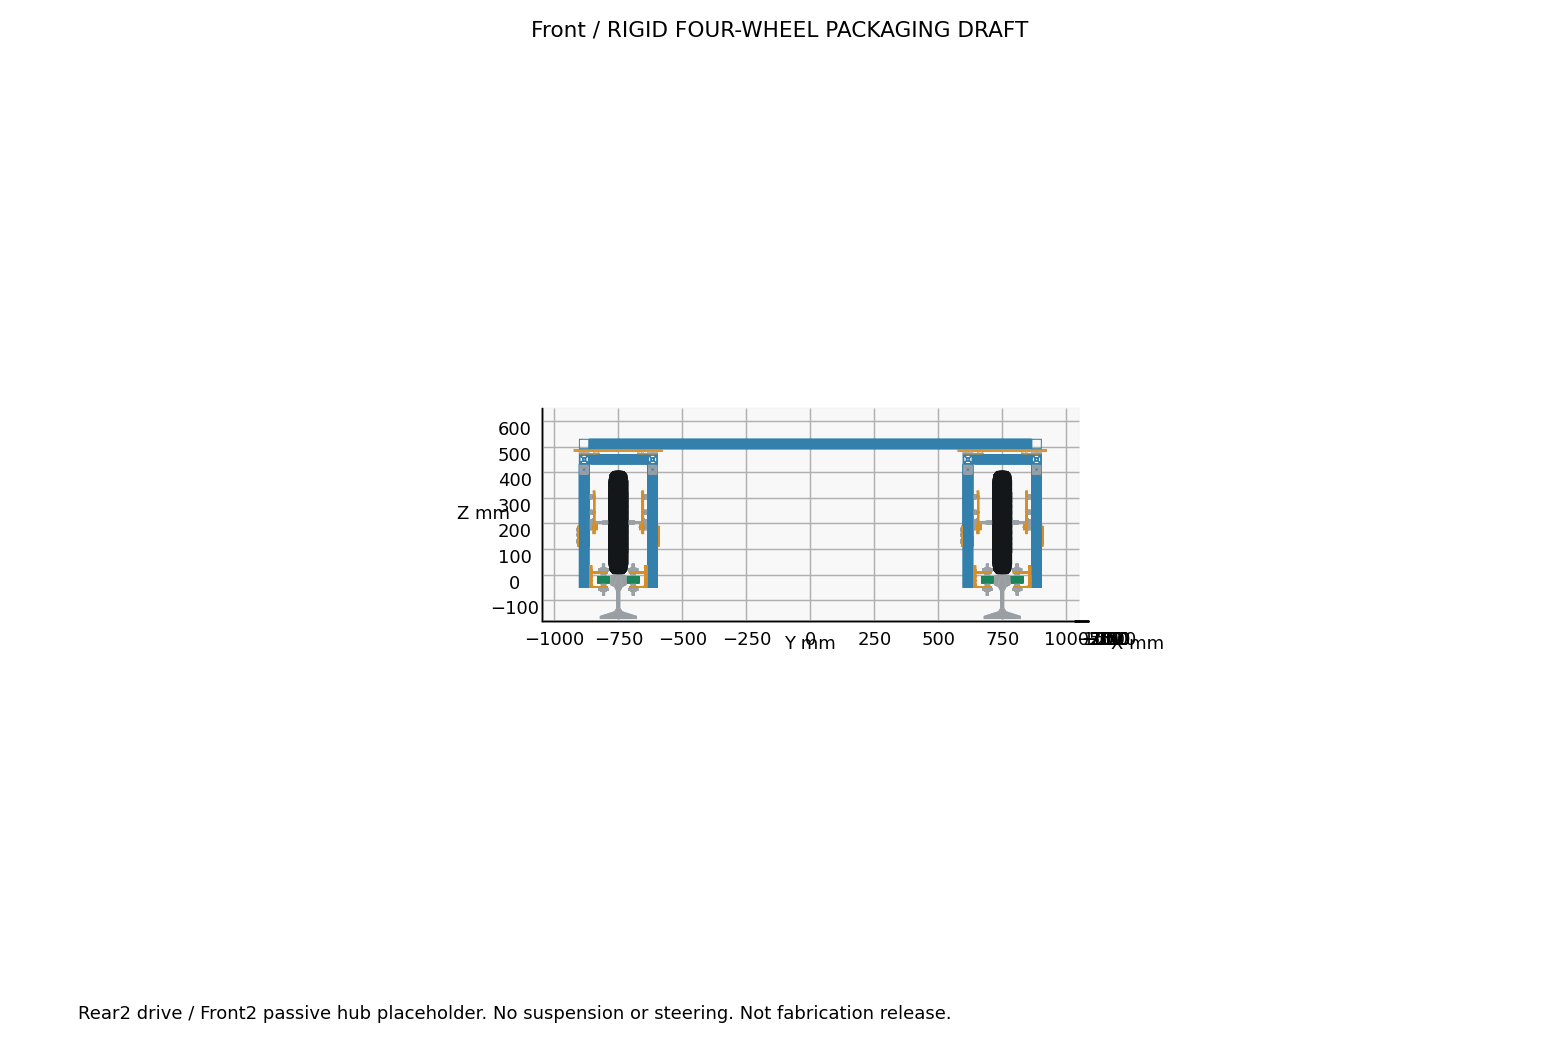 Front / RIGID FOUR-WHEEL PACKAGING DRAFT
600
500
400
300
Z mm
200
100
0
−100
−1000 −750 −500 −250 0 250 500 750 1000
Y mm X mm
Rear2 drive / Front2 passive hub placeholder. No suspension or steering. Not fabrication release.